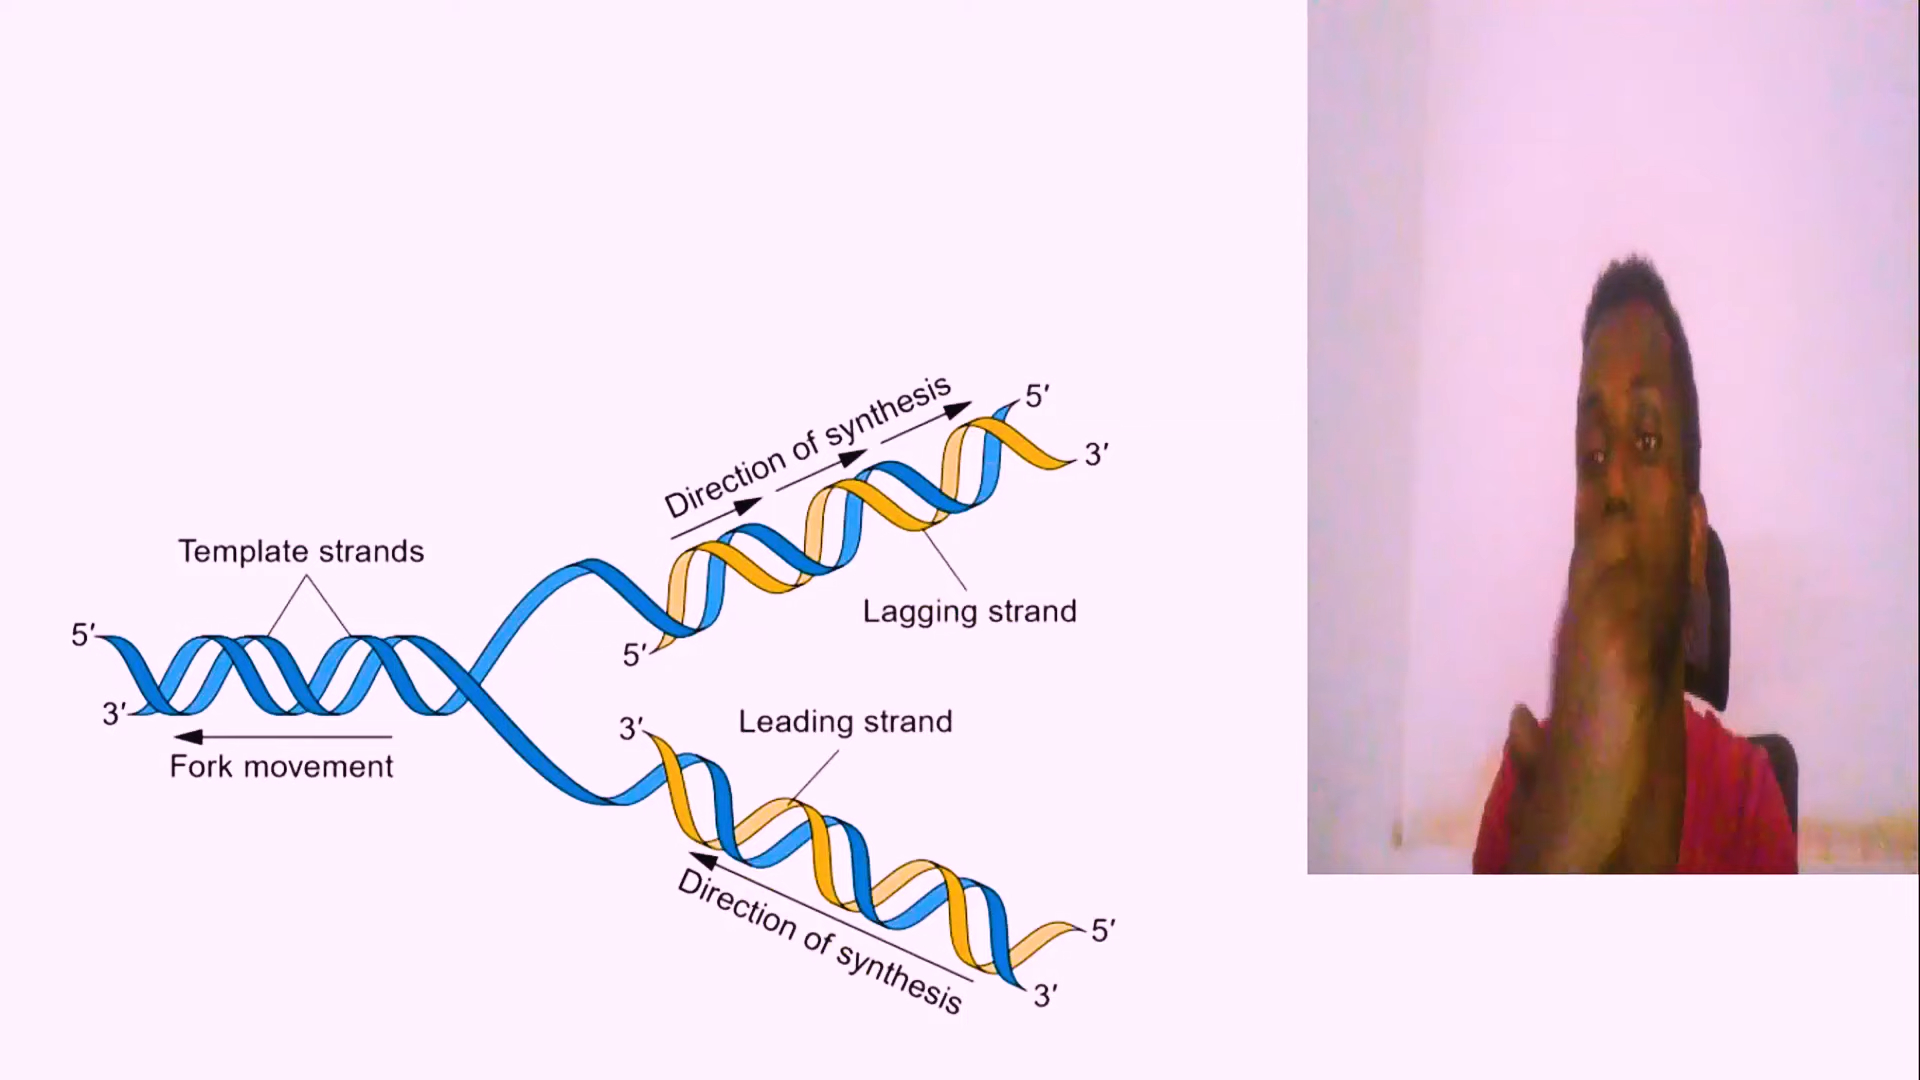 Direction of synthesis
5′
3′
Template strands
Lagging strand
5′
5′
3′
3′
Leading strand
Fork movement
Direction of synthesis
5′
3′